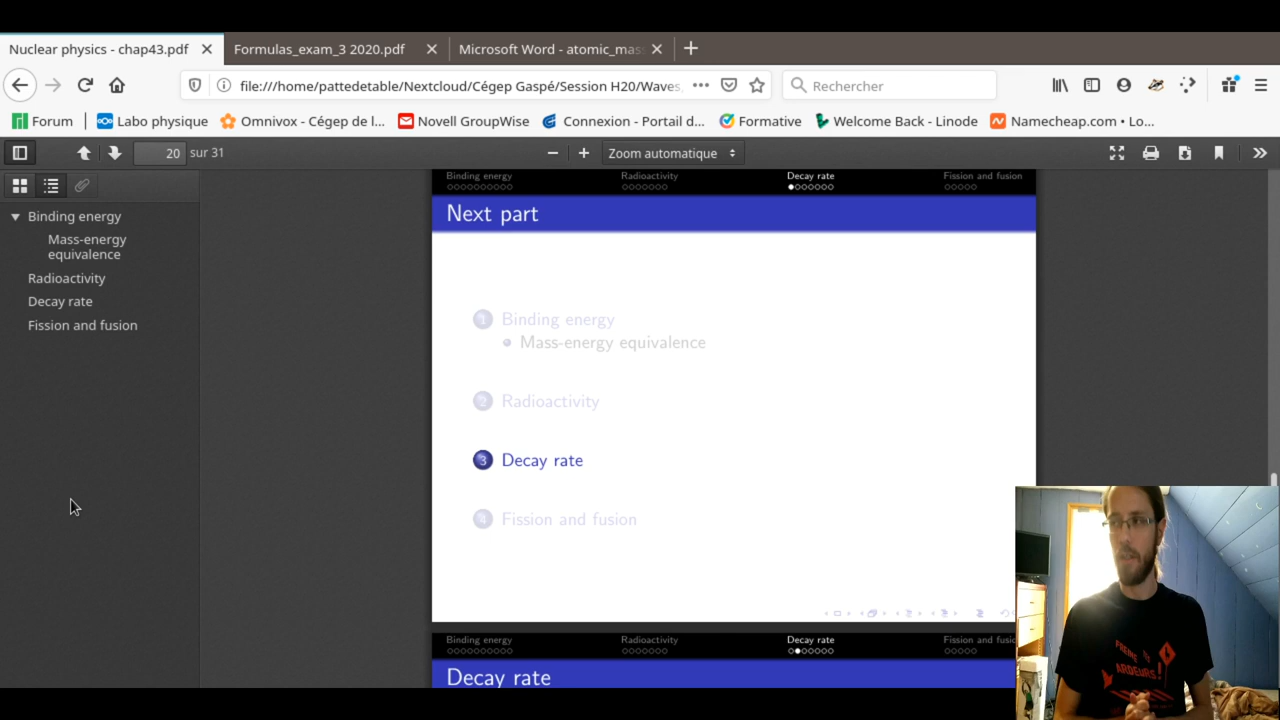 Nuclear physics - chap43.pdf
Formulas_exam_3 2020.pdf
Microsoft Word - atomic_mas
file:///home/pattedetable/Nextcloud/Cégep Gaspé/Session H20/Waves,
Rechercher
Forum
Labo physique
Omnivox - Cégep de l...
Novell GroupWise
Connexion - Portail d...
Formative
Welcome Back - Linode
Namecheap.com • Lo...
20 sur 31
Zoom automatique
Binding energy
Mass-energy
equivalence
Radioactivity
Decay rate
Fission and fusion
Binding energy
Radioactivity
Decay rate
Fission and fusion
Next part
1 Binding energy
Mass-energy equivalence
2 Radioactivity
3 Decay rate
4 Fission and fusion
Binding energy
Radioactivity
Decay rate
Fission and fusio
Decay rate
ARDEURS!